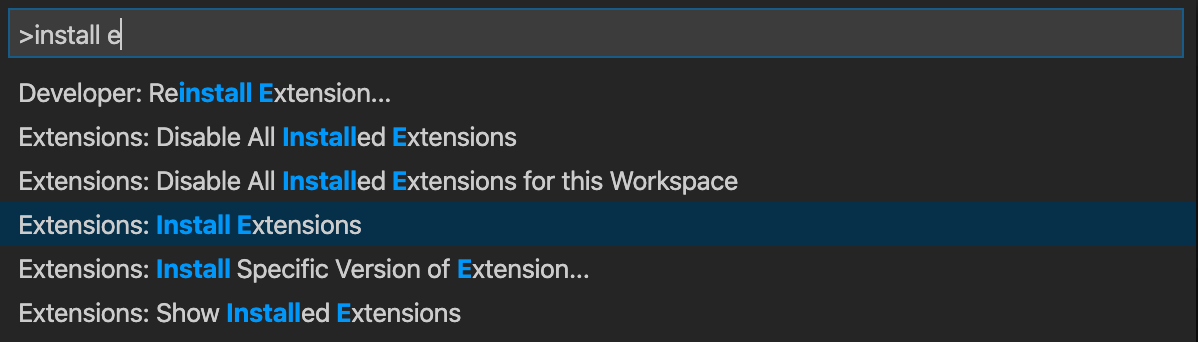 >install e
Developer: Reinstall Extension...
Extensions: Disable All Installed Extensions
Extensions: Disable All Installed Extensions for this Workspace
Extensions: Install Extensions
Extensions: Install Specific Version of Extension...
Extensions: Show Installed Extensions